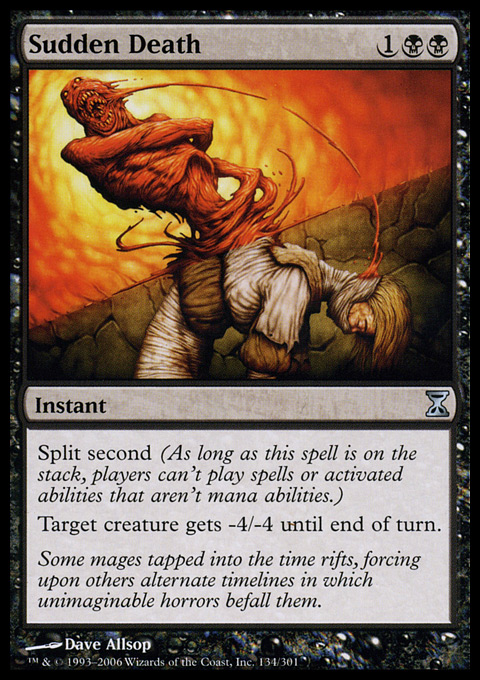 Sudden Death 1
Instant
Split second (As long as this spell is on the
stack, players can't play spells or activated
abilities that aren't mana abilities.)
Target creature gets -4/-4 until end of turn.
Some mages tapped into the time rifts, forcing
upon others alternate timelines in which
unimaginable horrors befall them.
Dave Allsop
™ & © 1993–2006 Wizards of the Coast, Inc. 134/301